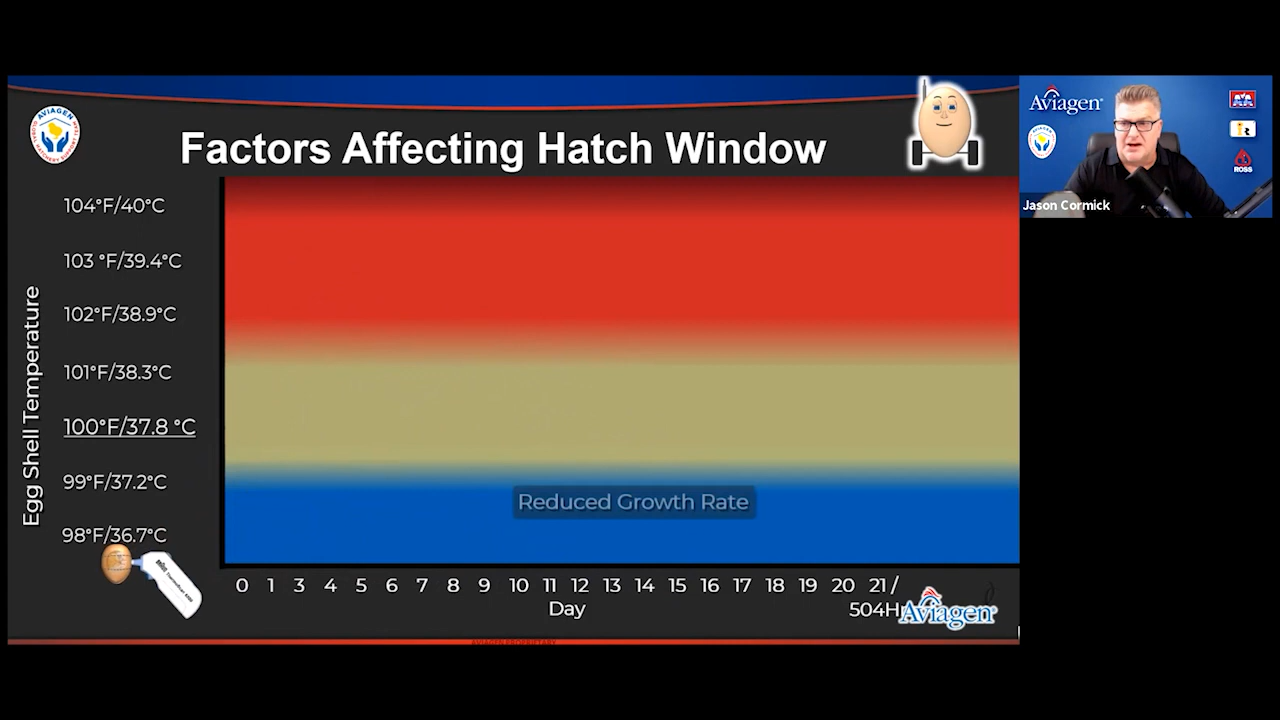 Factors Affecting Hatch Window
Egg Shell Temperature
104°F/40°C
103 °F/39.4°C
102°F/38.9°C
101°F/38.3°C
100°F/37.8 °C
99°F/37.2°C
98°F/36.7°C
Reduced Growth Rate
0 1 3 4 5 6 7 8 9 10 11 12 13 14 15 16 17 18 19 20 21 /
Day
504H
Aviagen
AVIAGEN PROPRIETARY
AVIAGEN
Aviagen
ROSS
Jason Cormick